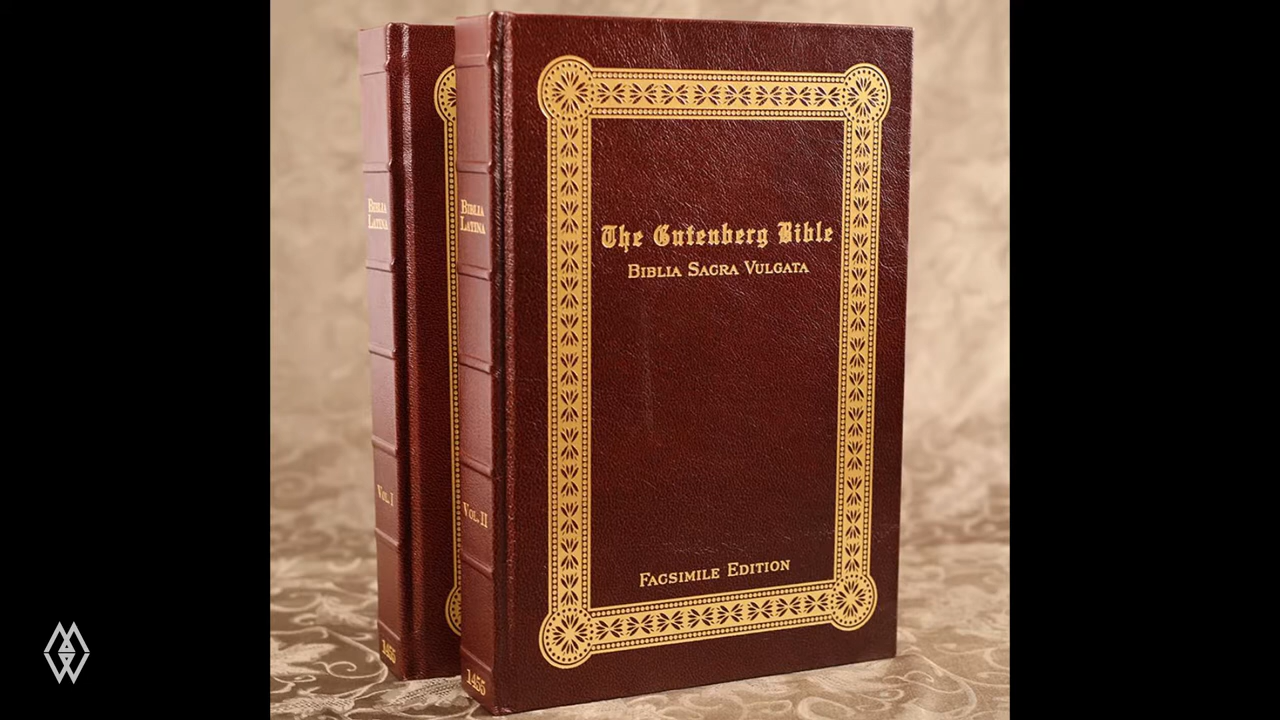 Biblia
Latina
Vol. I
1455
Biblia
Latina
Vol. II
1455
The Gutenberg Bible
Biblia Sacra Vulgata
Facsimile Edition